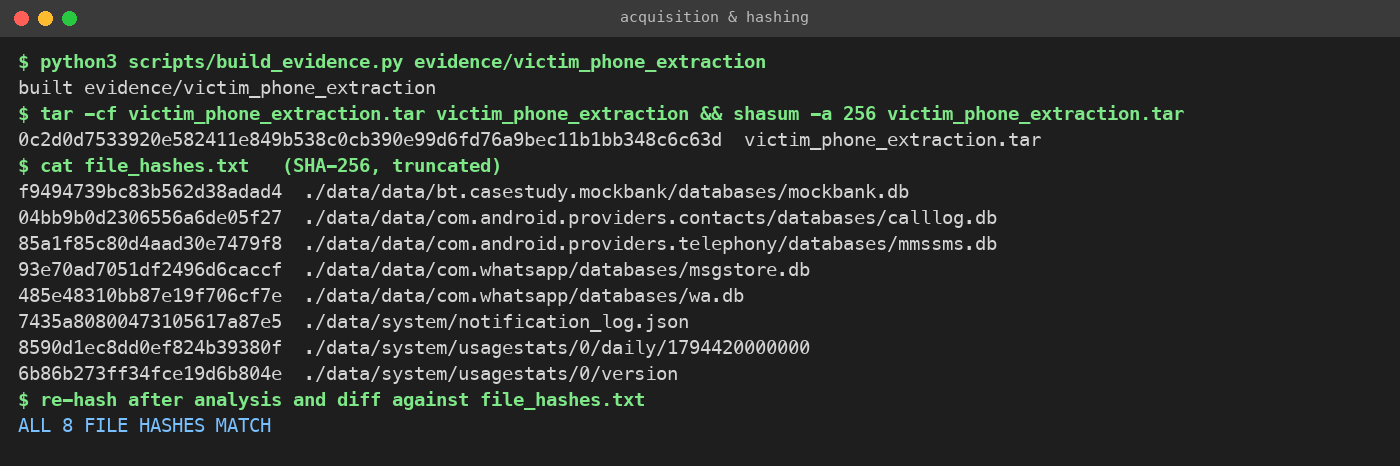 acquisition & hashing
$ python3 scripts/build_evidence.py evidence/victim_phone_extraction
built evidence/victim_phone_extraction
$ tar -cf victim_phone_extraction.tar victim_phone_extraction && shasum -a 256 victim_phone_extraction.tar
0c2d0d7533920e582411e849b538c0cb390e99d6fd76a9bec11b1bb348c6c63d  victim_phone_extraction.tar
$ cat file_hashes.txt   (SHA-256, truncated)
f9494739bc83b562d38adad4  ./data/data/bt.casestudy.mockbank/databases/mockbank.db
04bb9b0d2306556a6de05f27  ./data/data/com.android.providers.contacts/databases/calllog.db
85a1f85c80d4aad30e7479f8  ./data/data/com.android.providers.telephony/databases/mmssms.db
93e70ad7051df2496d6caccf  ./data/data/com.whatsapp/databases/msgstore.db
485e48310bb87e19f706cf7e  ./data/data/com.whatsapp/databases/wa.db
7435a80800473105617a87e5  ./data/system/notification_log.json
8590d1ec8dd0ef824b39380f  ./data/system/usagestats/0/daily/1794420000000
6b86b273ff34fce19d6b804e  ./data/system/usagestats/0/version
$ re-hash after analysis and diff against file_hashes.txt
ALL 8 FILE HASHES MATCH